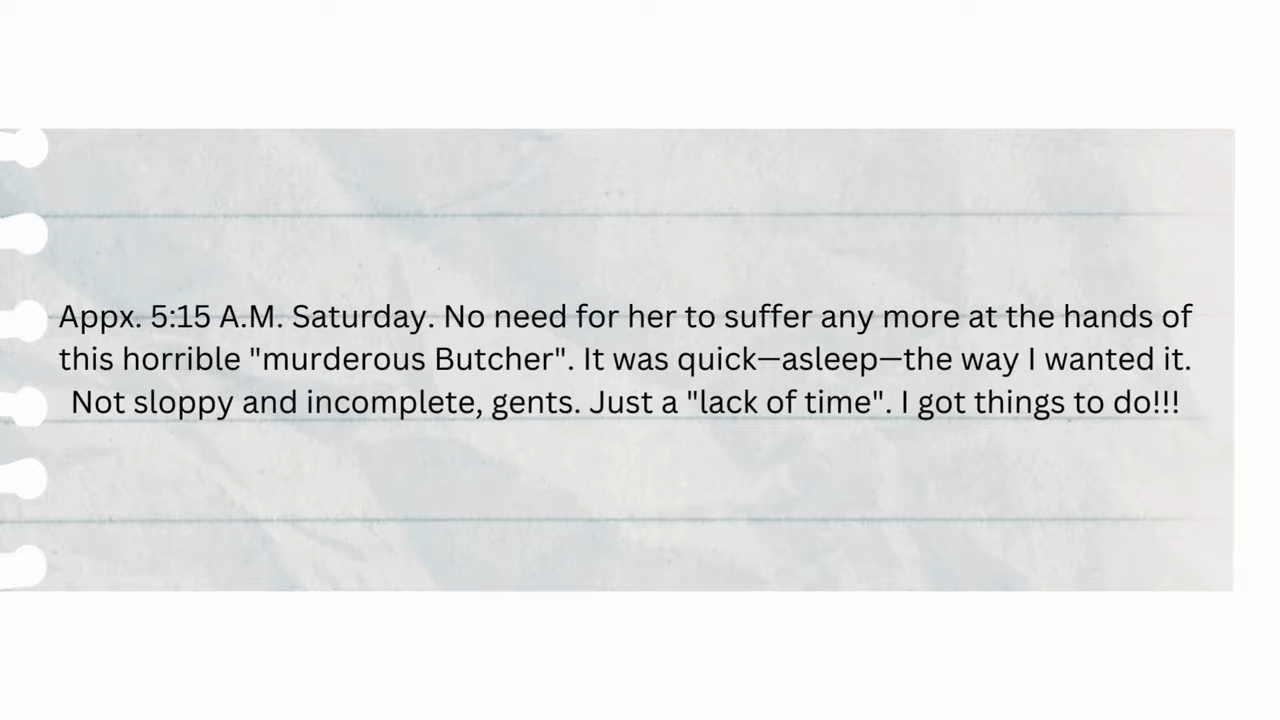 Appx. 5:15 A.M. Saturday. No need for her to suffer any more at the hands of
this horrible "murderous Butcher". It was quick—asleep—the way I wanted it.
Not sloppy and incomplete, gents. Just a "lack of time". I got things to do!!!